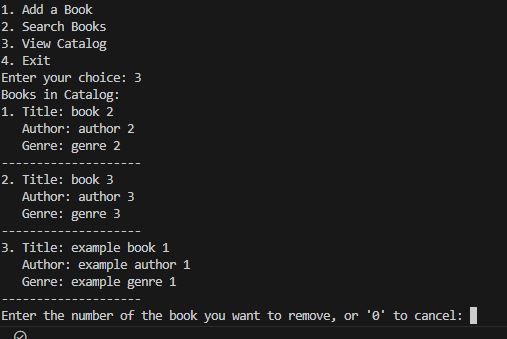 1. Add a Book
2. Search Books
3. View Catalog
4. Exit
Enter your choice: 3
Books in Catalog:
1. Title: book 2
   Author: author 2
   Genre: genre 2
--------------------
2. Title: book 3
   Author: author 3
   Genre: genre 3
--------------------
3. Title: example book 1
   Author: example author 1
   Genre: example genre 1
--------------------
Enter the number of the book you want to remove, or '0' to cancel: